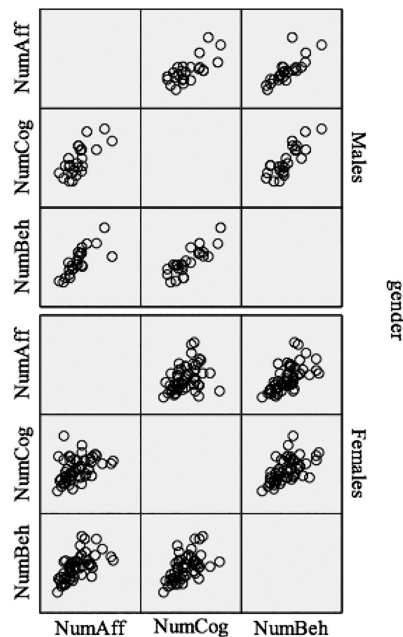 NumAff
NumCog
NumBeh
Males
NumAff
NumCog
NumBeh
Females
gender
NumAff NumCog NumBeh